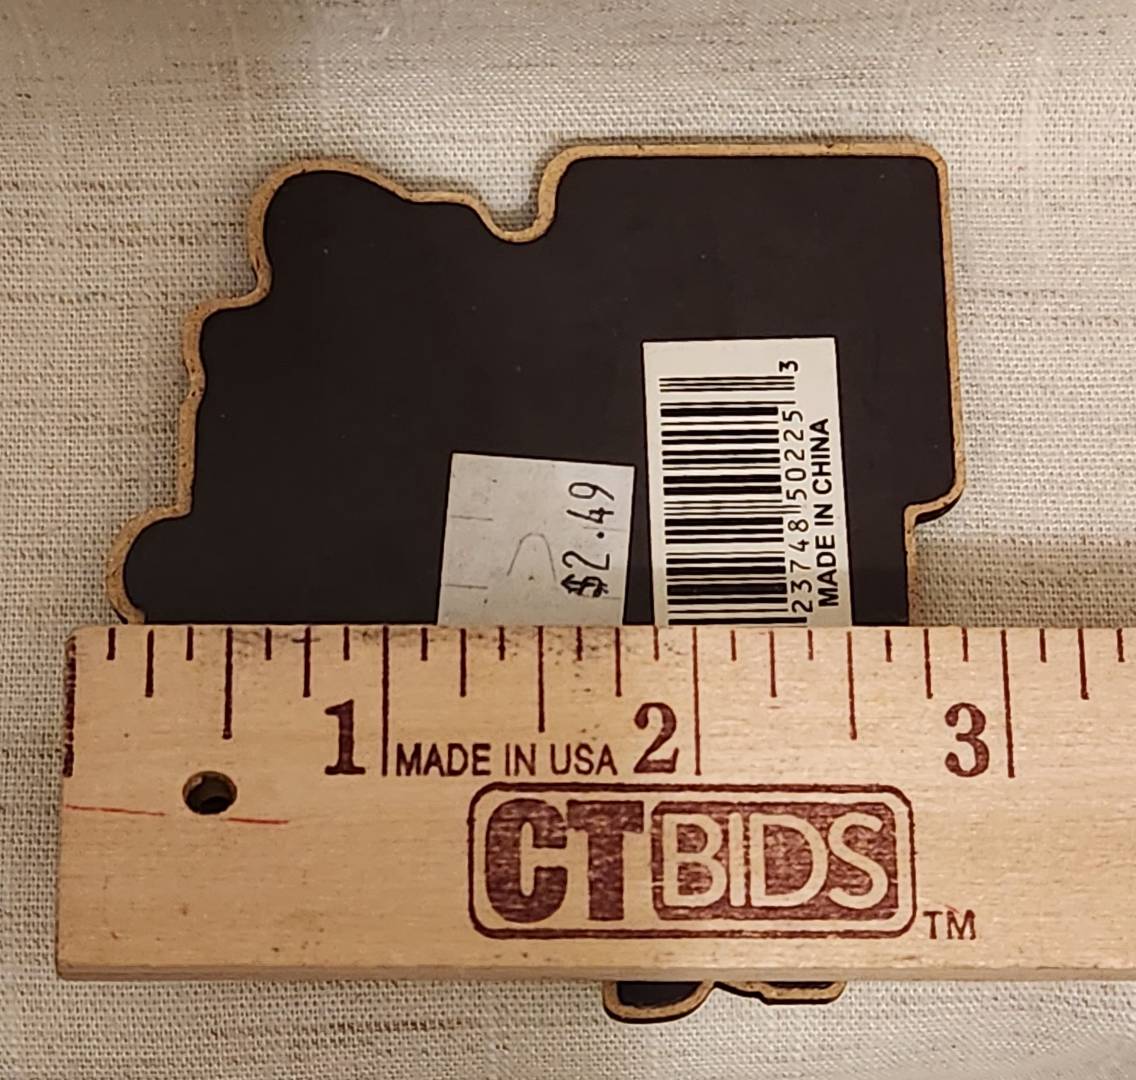 $2.49
23748 50225 3
MADE IN CHINA
1 2 3
MADE IN USA
CTBIDS
TM